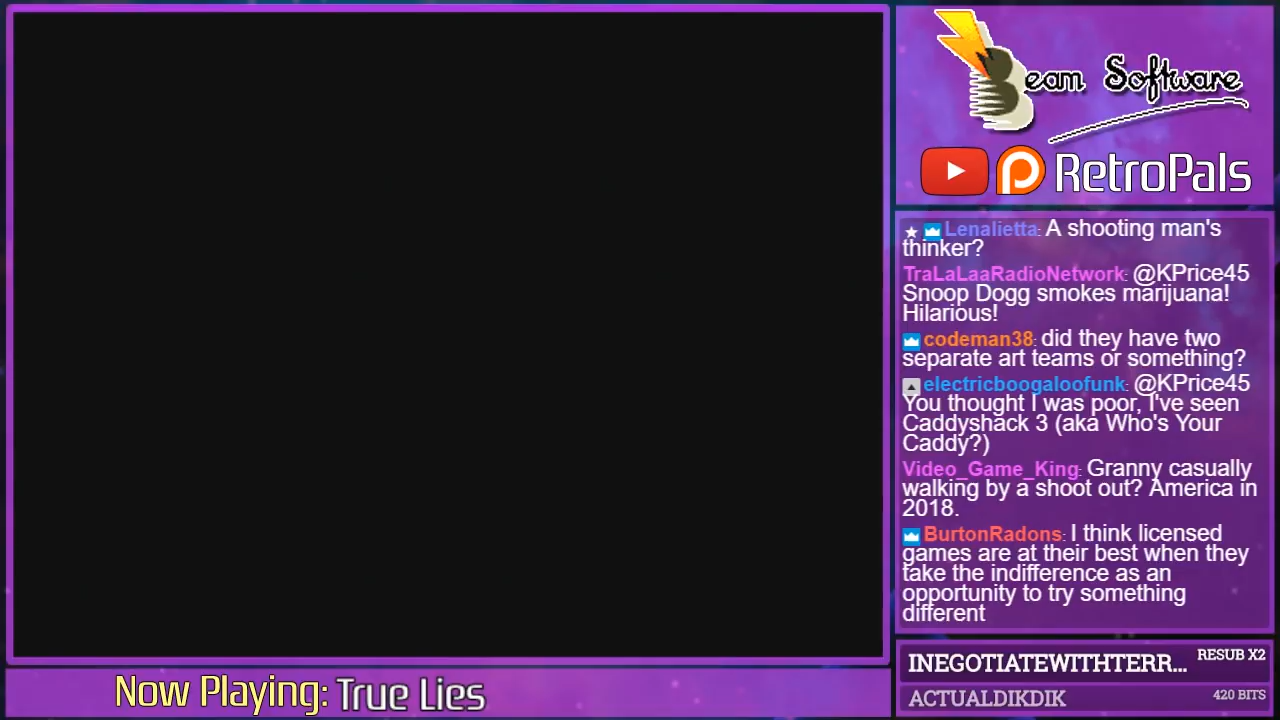 Beam Software
RetroPals
Lenalietta: A shooting man's
thinker?
TraLaLaaRadioNetwork: @KPrice45
Snoop Dogg smokes marijuana!
Hilarious!
codeman38: did they have two
separate art teams or something?
electricboogaloofunk: @KPrice45
You thought I was poor, I've seen
Caddyshack 3 (aka Who's Your
Caddy?)
Video_Game_King: Granny casually
walking by a shoot out? America in
2018.
BurtonRadons: I think licensed
games are at their best when they
take the indifference as an
opportunity to try something
different
INEGOTIATEWITHTERR... RESUB X2
ACTUALDIKDIK 420 BITS
Now Playing: True Lies